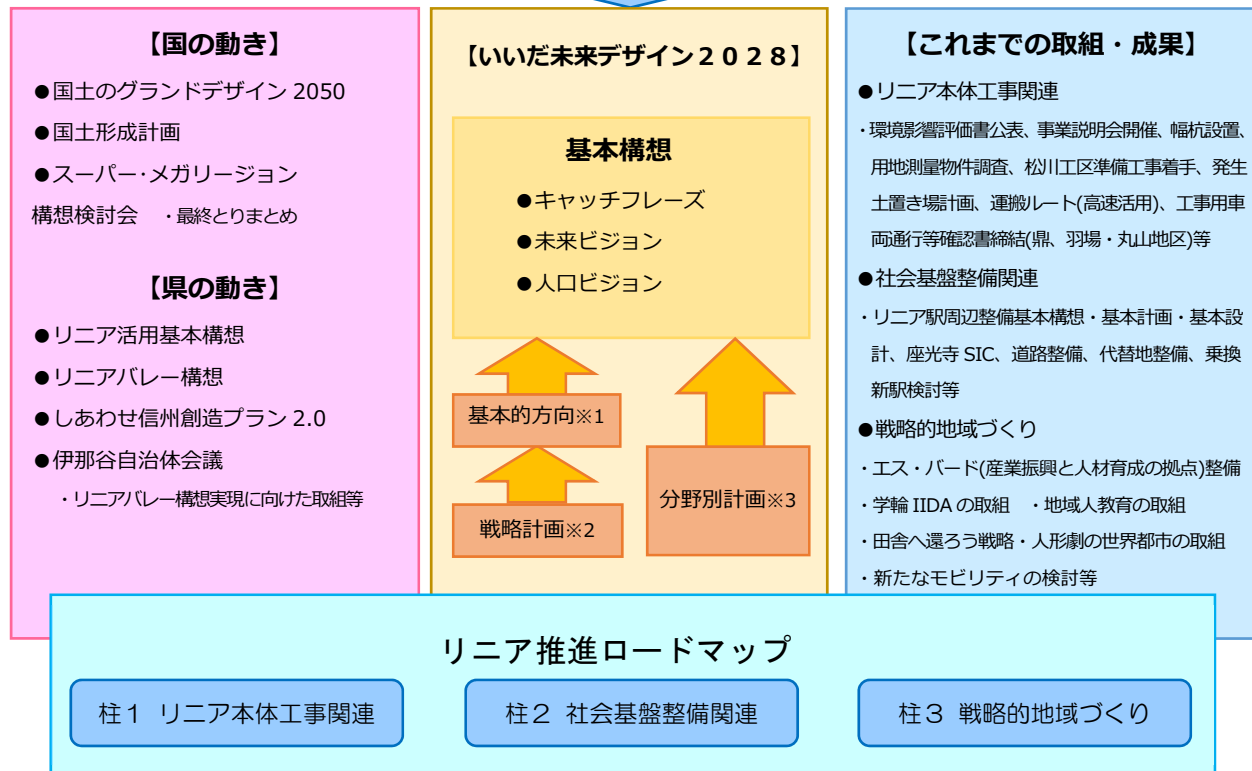 【国の動き】
●国土のグランドデザイン 2050
●国土形成計画
●スーパー・メガリージョン
構想検討会 ・最終とりまとめ
【県の動き】
●リニア活用基本構想
●リニアバレー構想
●しあわせ信州創造プラン 2.0
●伊那谷自治体会議
・リニアバレー構想実現に向けた取組等
【いいだ未来デザイン2028】
基本構想
●キャッチフレーズ
●未来ビジョン
●人口ビジョン
基本的方向※1
戦略計画※2
分野別計画※3
【これまでの取組・成果】
●リニア本体工事関連
・環境影響評価書公表、事業説明会開催、幅杭設置、
用地測量物件調査、松川工区準備工事着手、発生
土置き場計画、運搬ルート(高速活用)、工事用車
両通行等確認書締結(鼎、羽場・丸山地区)等
●社会基盤整備関連
・リニア駅周辺整備基本構想・基本計画・基本設
計、座光寺 SIC、道路整備、代替地整備、乗換
新駅検討等
●戦略的地域づくり
・エス・バード(産業振興と人材育成の拠点)整備
・学輪 IIDA の取組 ・地域人教育の取組
・田舎へ還ろう戦略・人形劇の世界都市の取組
・新たなモビリティの検討等
リニア推進ロードマップ
柱1 リニア本体工事関連
柱2 社会基盤整備関連
柱3 戦略的地域づくり